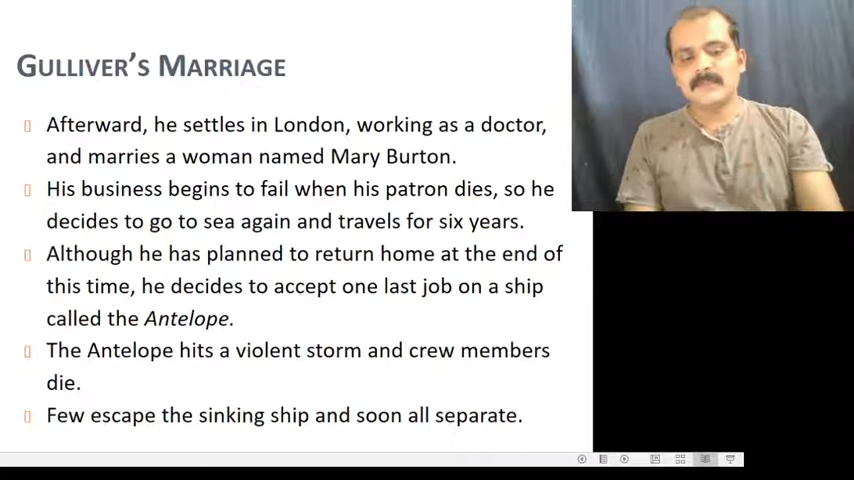 GULLIVER'S MARRIAGE
Afterward, he settles in London, working as a doctor,
and marries a woman named Mary Burton.
His business begins to fail when his patron dies, so he
decides to go to sea again and travels for six years.
Although he has planned to return home at the end of
this time, he decides to accept one last job on a ship
called the Antelope.
The Antelope hits a violent storm and crew members
die.
Few escape the sinking ship and soon all separate.